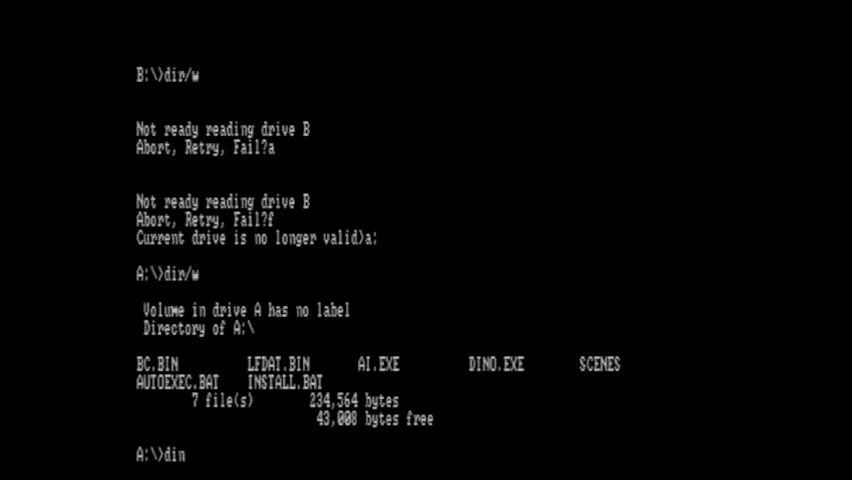 B:\>dir/w
Not ready reading drive B
Abort, Retry, Fail?a
Not ready reading drive B
Abort, Retry, Fail?f
Current drive is no longer valid>a:
A:\>dir/w
Volume in drive A has no label
Directory of A:\
BC.BIN LFDAT.BIN AI.EXE DINO.EXE SCENES
AUTOEXEC.BAT INSTALL.BAT
7 file(s) 234,564 bytes
43,008 bytes free
A:\>din